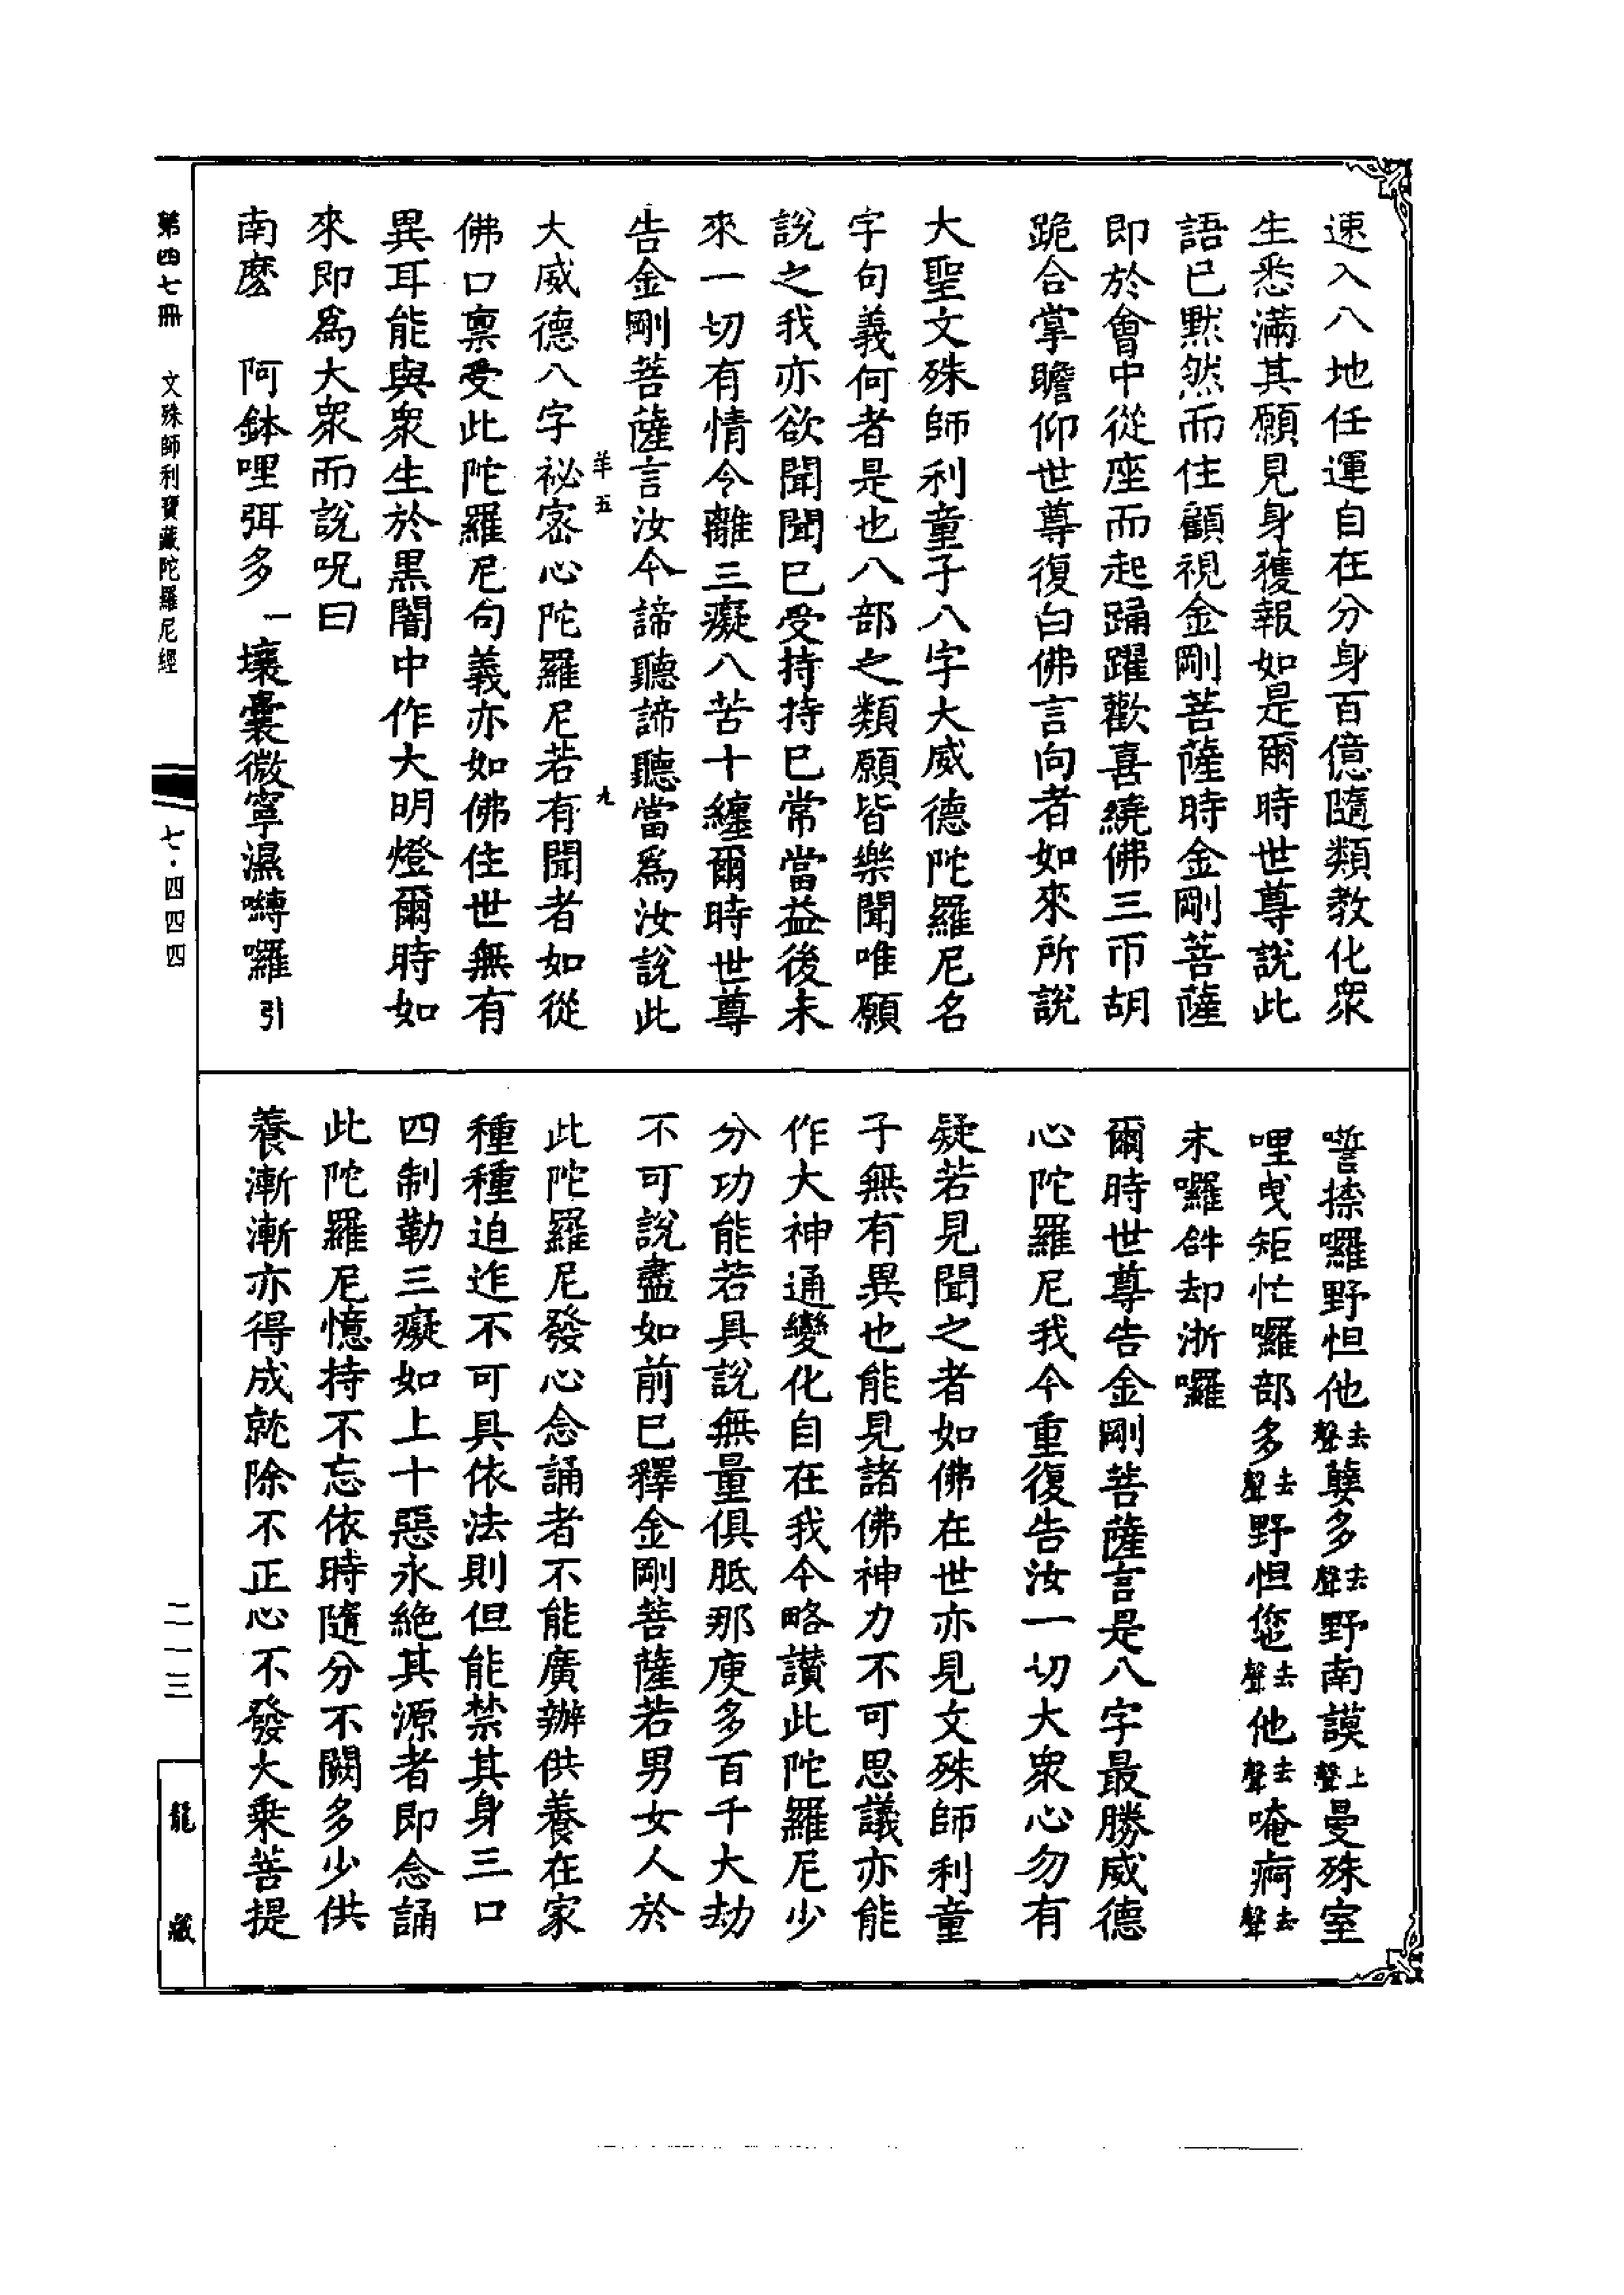 速入八地任運自在分身百億隨類教化衆
生悉滿其願見身獲報如是爾時世尊說此
語已默然而住顧視金剛菩薩時金剛菩薩
即於會中從座而起踊躍歡喜繞佛三帀胡
跪合掌瞻仰世尊復白佛言向者如來所說
大聖文殊師利童子八字大威德陀羅尼名
字句義何者是也八部之類願皆樂聞唯願
說之我亦欲聞聞已受持持已常當益後未
來一切有情令離三癡八苦十纏爾時世尊
告金剛菩薩言汝今諦聽諦聽當爲汝說此
羊五 九
大威德八字祕密心陀羅尼若有聞者如從
佛口稟受此陀羅尼句義亦如佛住世無有
異耳能與衆生於黑闇中作大明燈爾時如
來即爲大衆而說呪曰
南麽 阿鉢哩弭多一壤囊微寧濕嚩囉引
第四七冊 文殊師利寶藏陀羅尼經 七·四四四
嚂捺囉野怛他去聲孽多去聲野南謨上聲曼殊室
哩曳矩忙囉部多去聲野怛您去聲他去聲唵痾去聲
末囉𤙖却浙囉
爾時世尊告金剛菩薩言是八字最勝威德
心陀羅尼我今重復告汝一切大衆心勿有
疑若見聞之者如佛在世亦見文殊師利童
子無有異也能見諸佛神力不可思議亦能
作大神通變化自在我今略讚此陀羅尼少
分功能若具說無量俱胝那庾多百千大劫
不可說盡如前已釋金剛菩薩若男女人於
此陀羅尼發心念誦者不能廣辦供養在家
種種迫迮不可具依法則但能禁其身三口
四制勒三癡如上十惡永絶其源者即念誦
此陀羅尼憶持不忘依時隨分不闕多少供
養漸漸亦得成就除不正心不發大乘菩提
二一三 龍藏